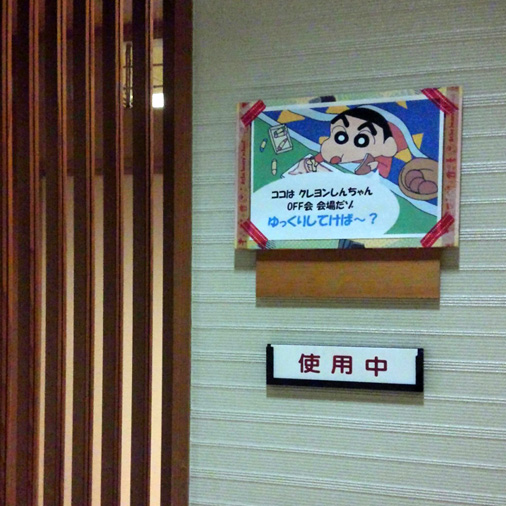 ココは クレヨンしんちゃん
OFF会 会場だゾ
ゆっくりしてけば～？
使用中